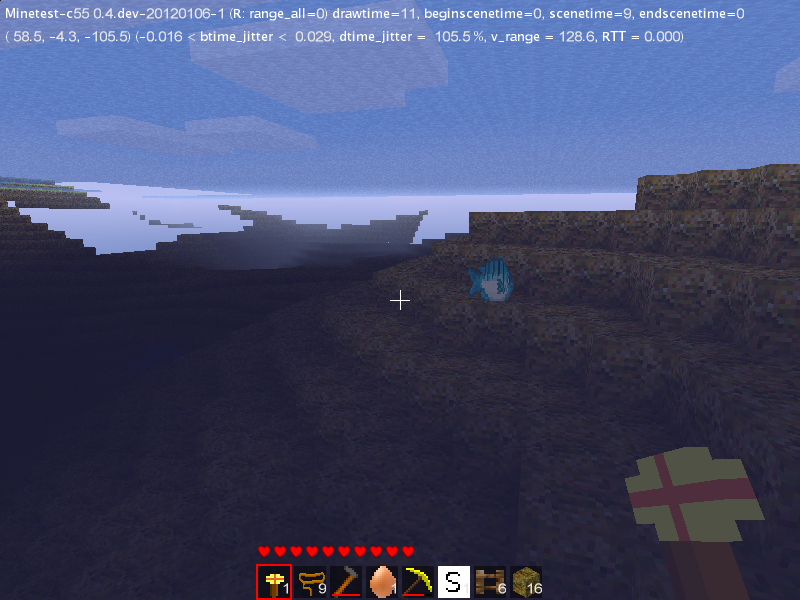 Minetest-c55 0.4.dev-20120106-1 (R: range_all=0) drawtime=11, beginscenetime=0, scenetime=9, endscenetime=0
( 58.5, -4.3, -105.5) (-0.016 < btime_jitter <  0.029, dtime_jitter =  105.5 %, v_range = 128.6, RTT = 0.000)
1 9 1 S 6 16